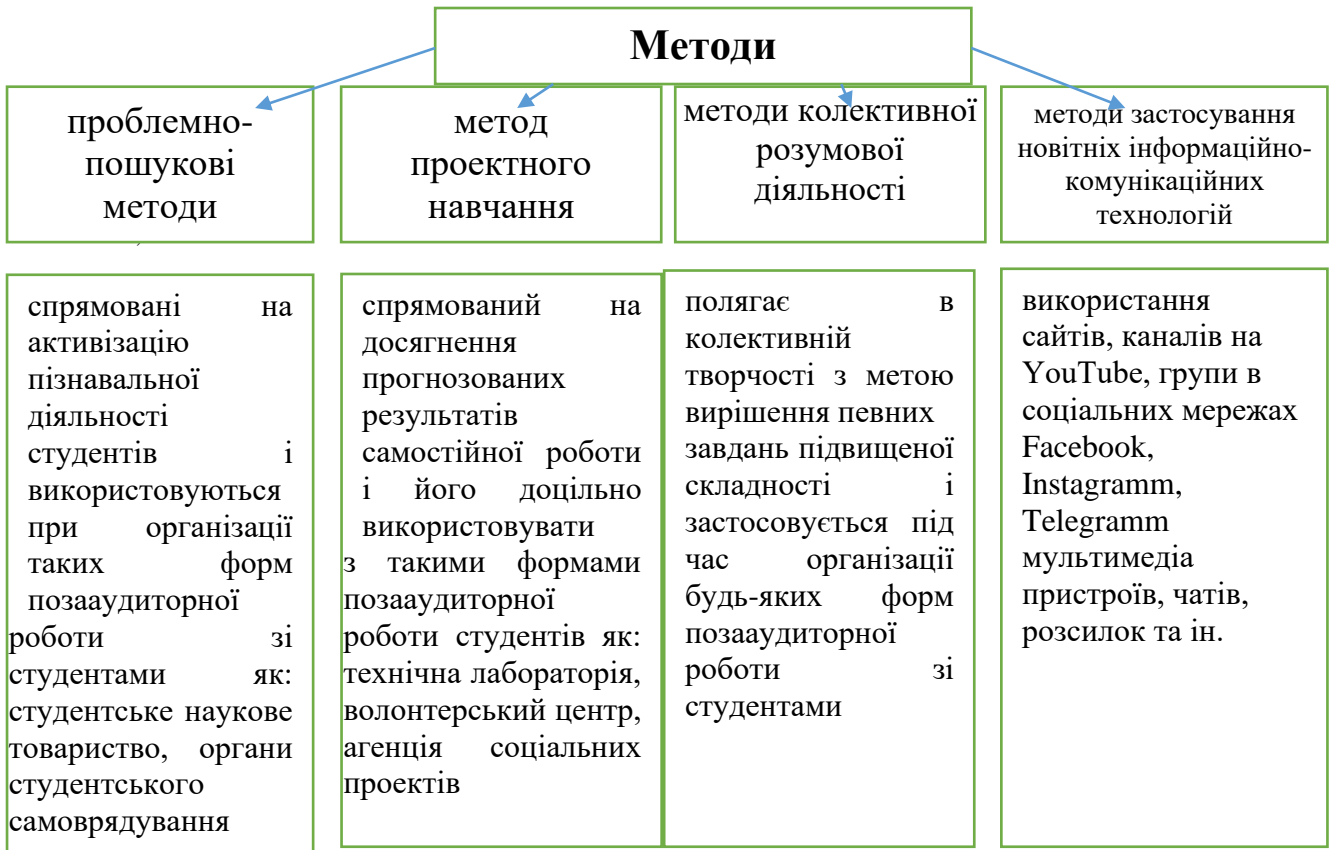 Методи
проблемно-
пошукові
методи
метод
проектного
навчання
методи колективної
розумової
діяльності
методи застосування
новітніх інформаційно-
комунікаційних
технологій
спрямовані на
активізацію
пізнавальної
діяльності
студентів і
використовуються
при організації
таких форм
позааудиторної
роботи зі
студентами як:
студентське наукове
товариство, органи
студентського
самоврядування
спрямований на
досягнення
прогнозованих
результатів
самостійної роботи
і його доцільно
використовувати
з такими формами
позааудиторної
роботи студентів як:
технічна лабораторія,
волонтерський центр,
агенція соціальних
проектів
полягає в
колективній
творчості з метою
вирішення певних
завдань підвищеної
складності і
застосовується під
час організації
будь-яких форм
позааудиторної
роботи зі
студентами
використання
сайтів, каналів на
YouTube, групи в
соціальних мережах
Facebook,
Instagramm,
Telegramm
мультимедіа
пристроїв, чатів,
розсилок та ін.